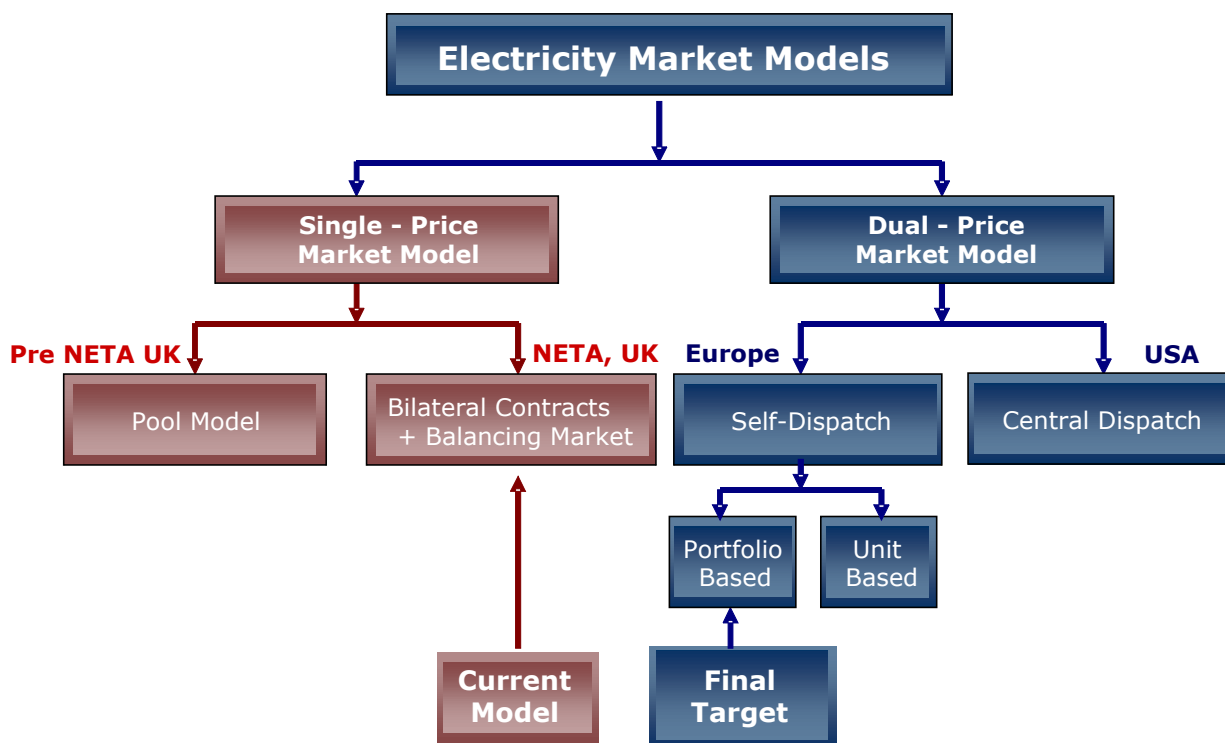 Electricity Market Models
Single - Price
Market Model
Dual - Price
Market Model
Pre NETA UK
NETA, UK
Europe
USA
Pool Model
Bilateral Contracts
+ Balancing Market
Self-Dispatch
Central Dispatch
Portfolio
Based
Unit
Based
Current
Model
Final
Target